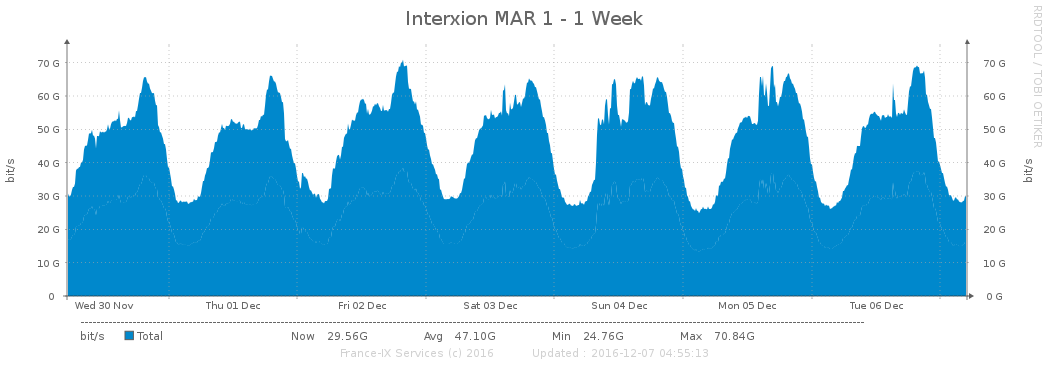 Interxion MAR 1 - 1 Week
RRDTOOL / TOBI OETIKER
bit/s
70 G 70 G
60 G 60 G
50 G 50 G
40 G 40 G
30 G 30 G
20 G 20 G
10 G 10 G
0 0 G
bit/s
Wed 30 Nov Thu 01 Dec Fri 02 Dec Sat 03 Dec Sun 04 Dec Mon 05 Dec Tue 06 Dec
bit/s Total Now 29.56G Avg 47.10G Min 24.76G Max 70.84G
France-IX Services (c) 2016 Updated : 2016-12-07 04:55:13